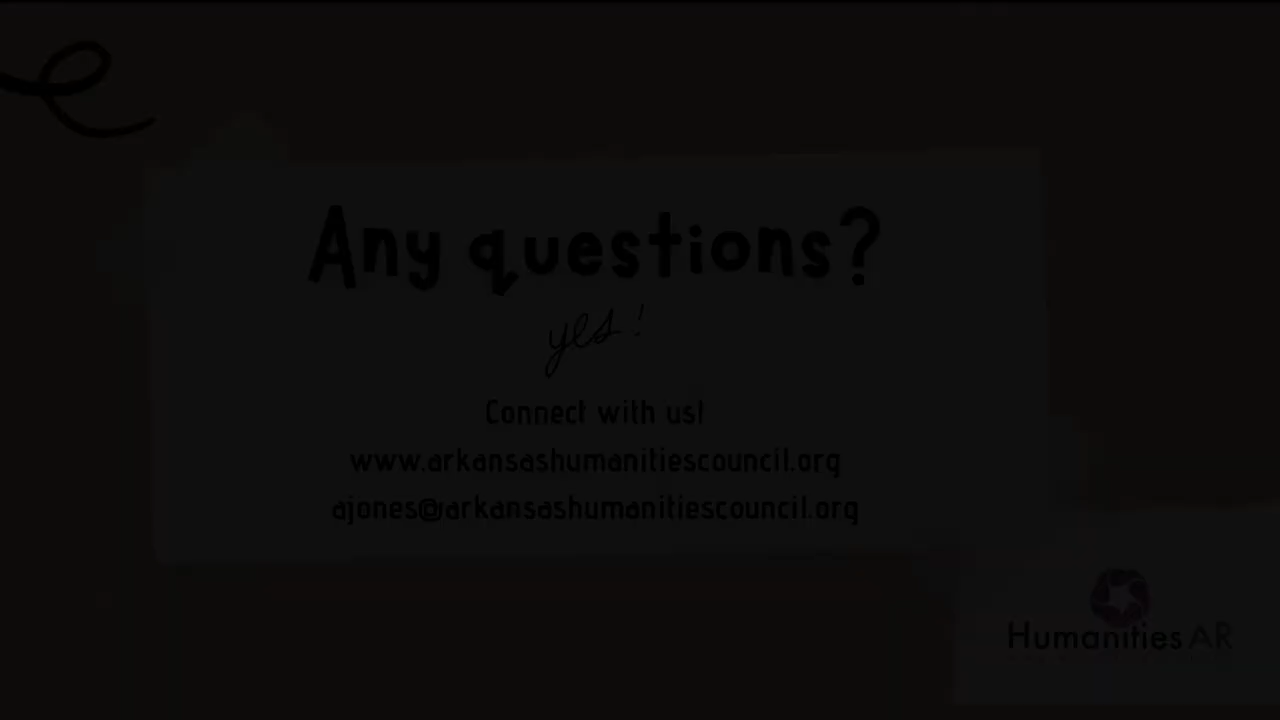 Any questions?
yes!
Connect with us!
www.arkansashumanitiescouncil.org
ajones@arkansashumanitiescouncil.org
Humanities AR